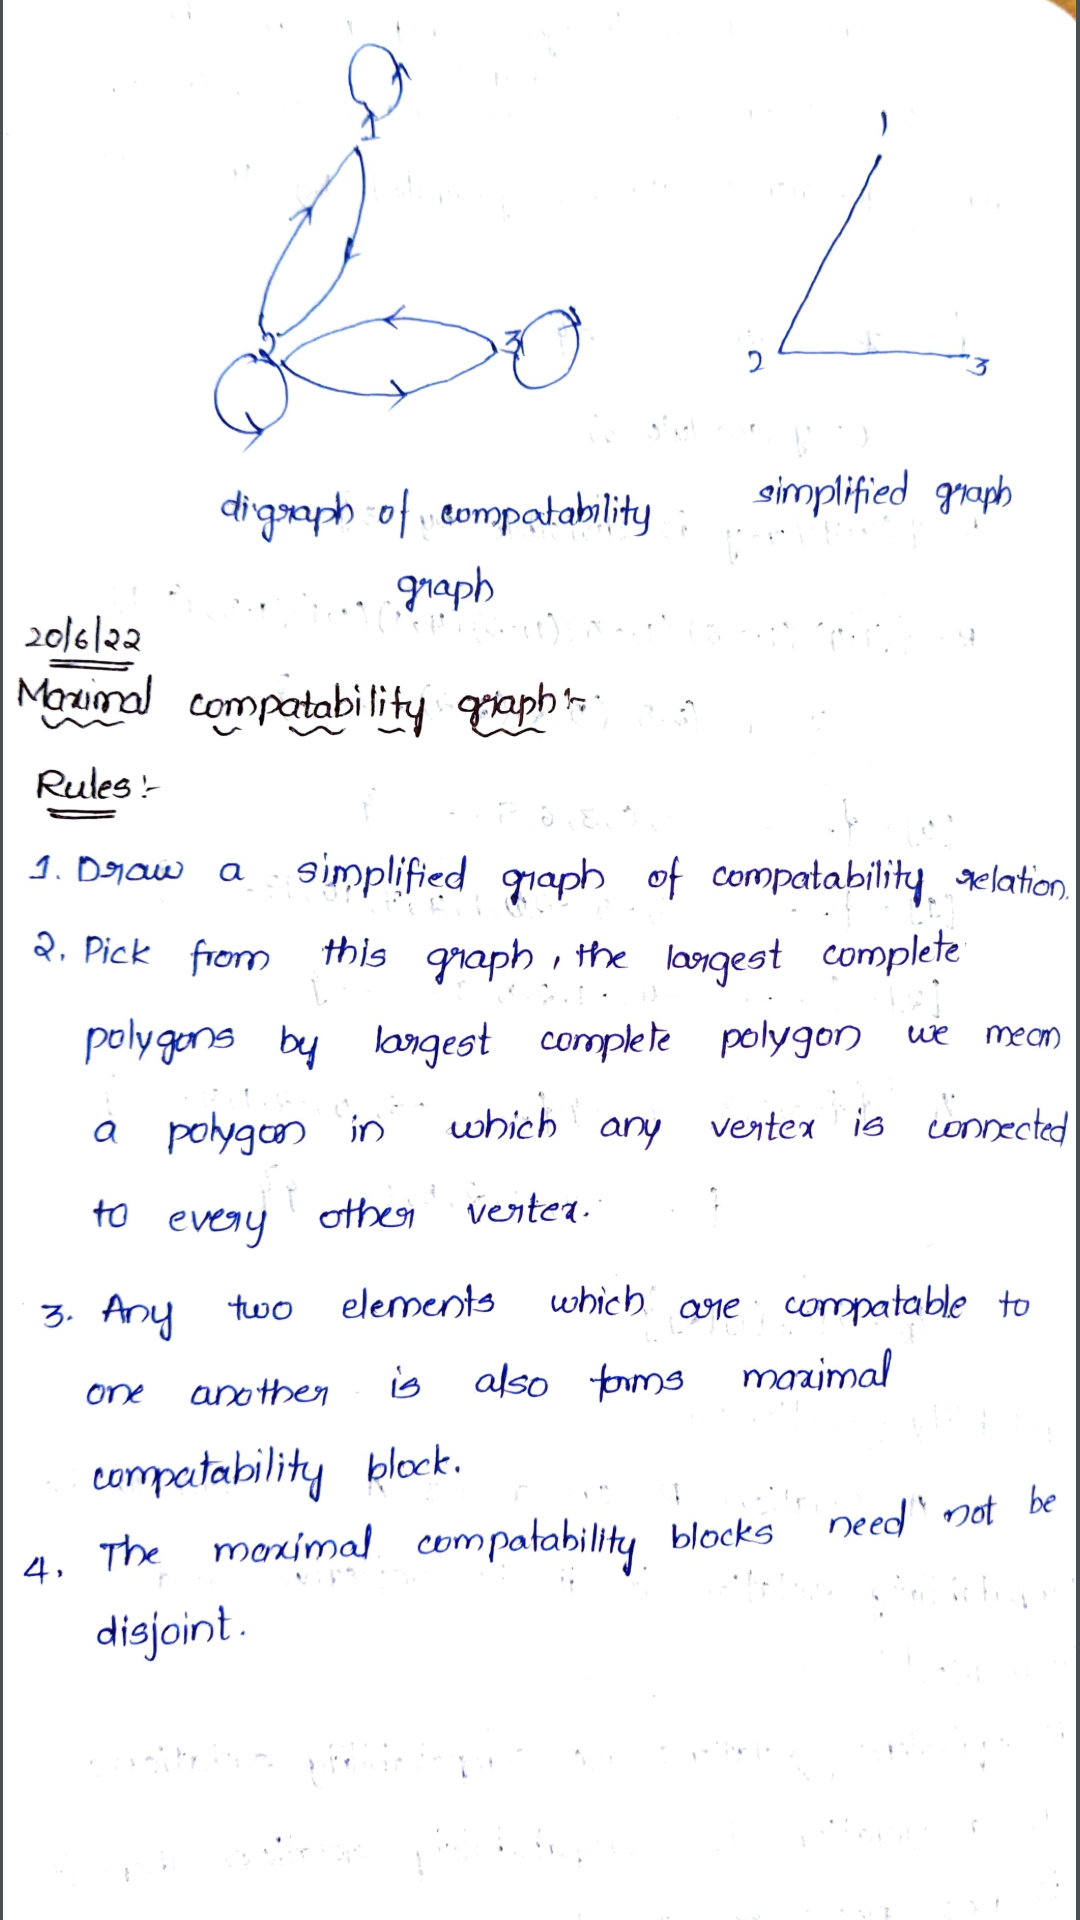 1
2
3
1
2
3
digraph of compatability
graph
simplified graph
20/6/22
Maximal compatability graph :-
Rules :-
1. Draw a simplified graph of compatability relation.
2. Pick from this graph, the largest complete
polygons by largest complete polygon we mean
a polygon in which any vertex is connected
to every other vertex.
3. Any two elements which are compatable to
one another is also forms maximal
compatability block.
4. The maximal compatability blocks need not be
disjoint.